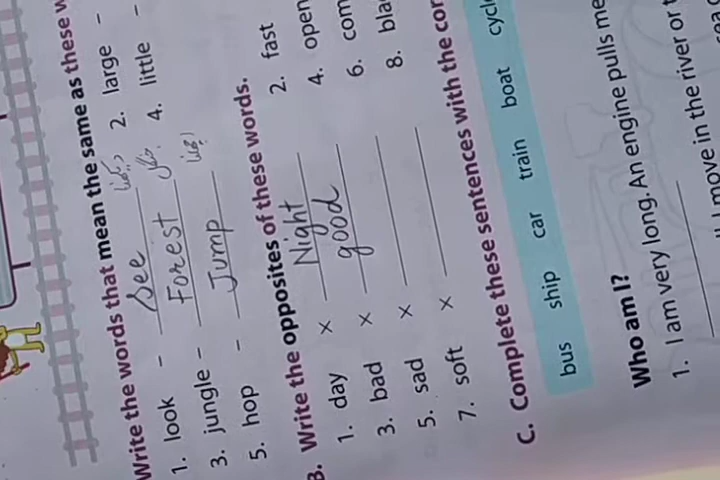 Write the words that mean the same as these w
1. look - See 2. large -
3. jungle - Forest 4. little -
5. hop - Jump
B. Write the opposites of these words.
1. day x Night 2. fast
3. bad x good 4. open
5. sad x 6. com
7. soft x 8. bla
C. Complete these sentences with the cor
bus ship car train boat cycl
Who am I?
1. I am very long. An engine pulls me
I move in the river or t